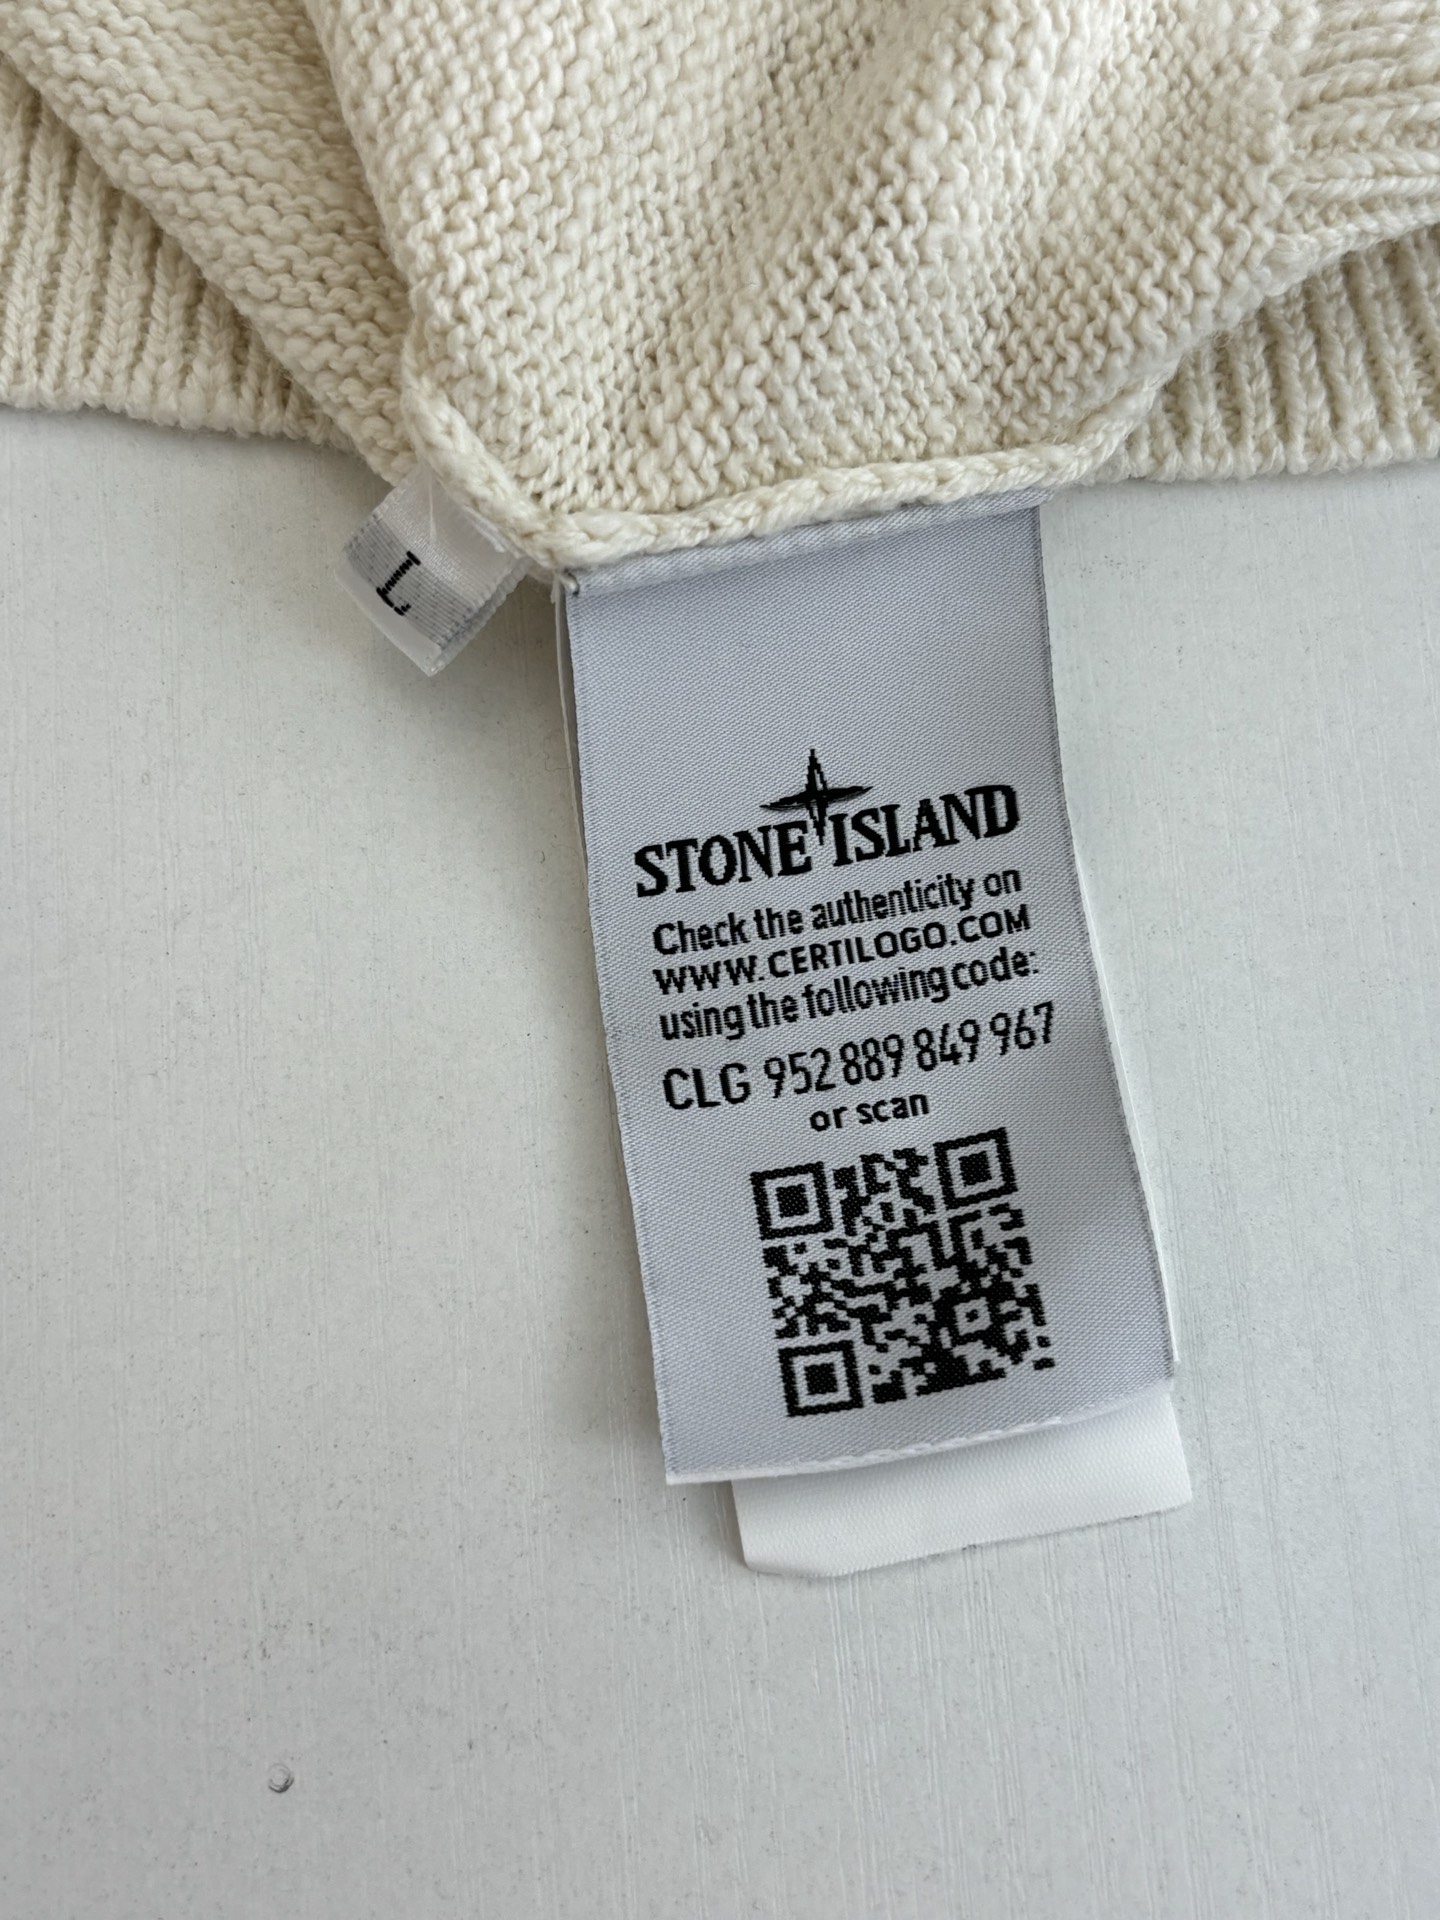 L
STONE ISLAND
Check the authenticity on
WWW.CERTILOGO.COM
using the following code:
CLG 952 889 849 967
or scan